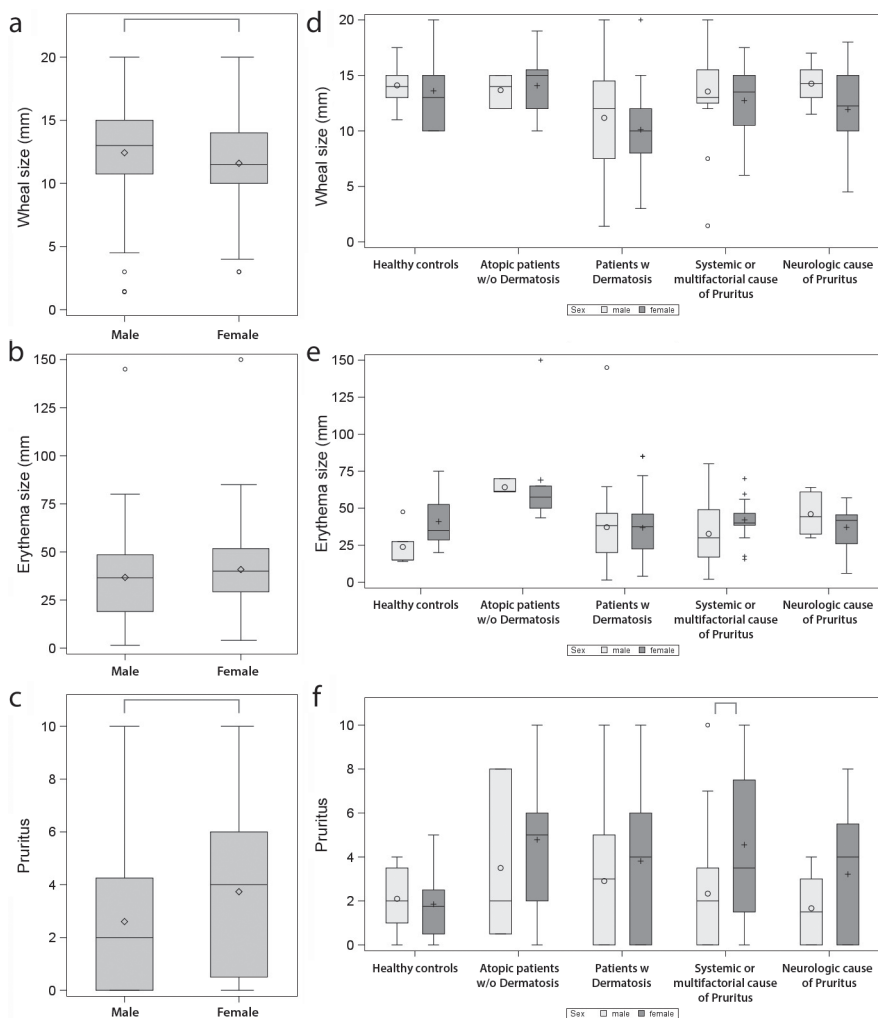 a
20
15
10
5
0
Wheal size (mm)
Male Female
b
150
125
100
75
50
25
0
Erythema size (mm
Male Female
c
10
8
6
4
2
0
Pruritus
Male Female
d
20
15
10
5
0
Wheal size (mm)
Healthy controls
Atopic patients
w/o Dermatosis
Patients w
Dermatosis
Systemic or
multifactorial cause
of Pruritus
Neurologic cause
of Pruritus
Sex male female
e
150
125
100
75
50
25
0
Erythema size (mm
Healthy controls
Atopic patients
w/o Dermatosis
Patients w
Dermatosis
Systemic or
multifactorial cause
of Pruritus
Neurologic cause
of Pruritus
Sex male female
f
10
8
6
4
2
0
Pruritus
Healthy controls
Atopic patients
w/o Dermatosis
Patients w
Dermatosis
Systemic or
multifactorial cause
of Pruritus
Neurologic cause
of Pruritus
Sex male female